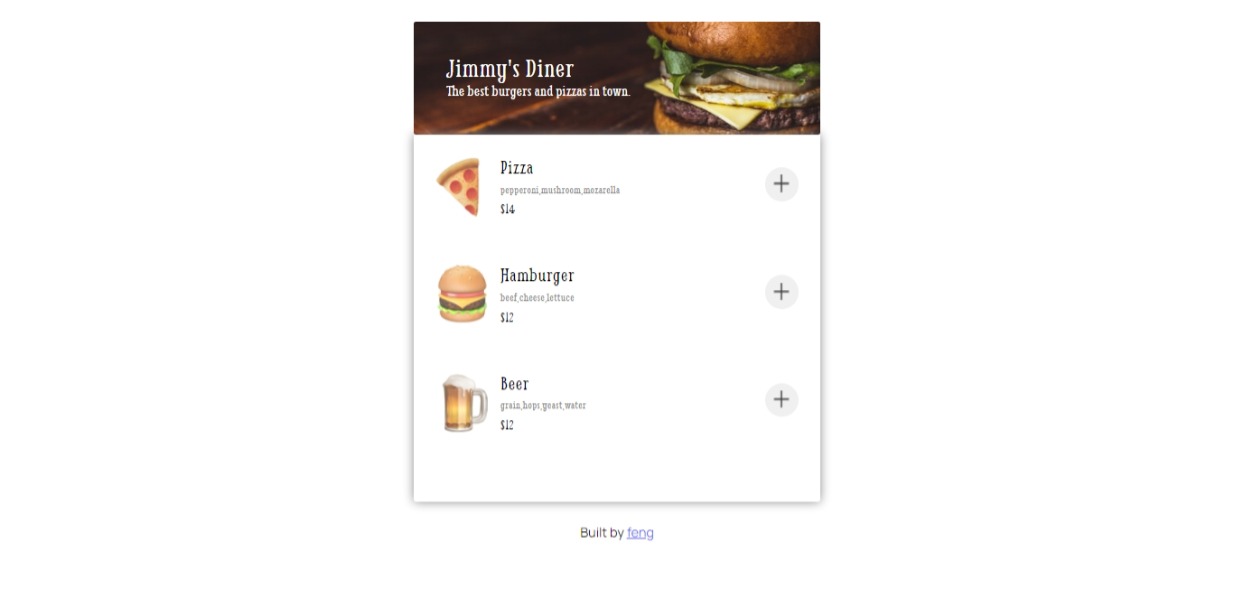 Jimmy's Diner
The best burgers and pizzas in town.
Pizza
pepperoni,mushroom,mozarella
$14
Hamburger
beef,cheese,lettuce
$12
Beer
grain,hops,yeast,water
$12
Built by feng